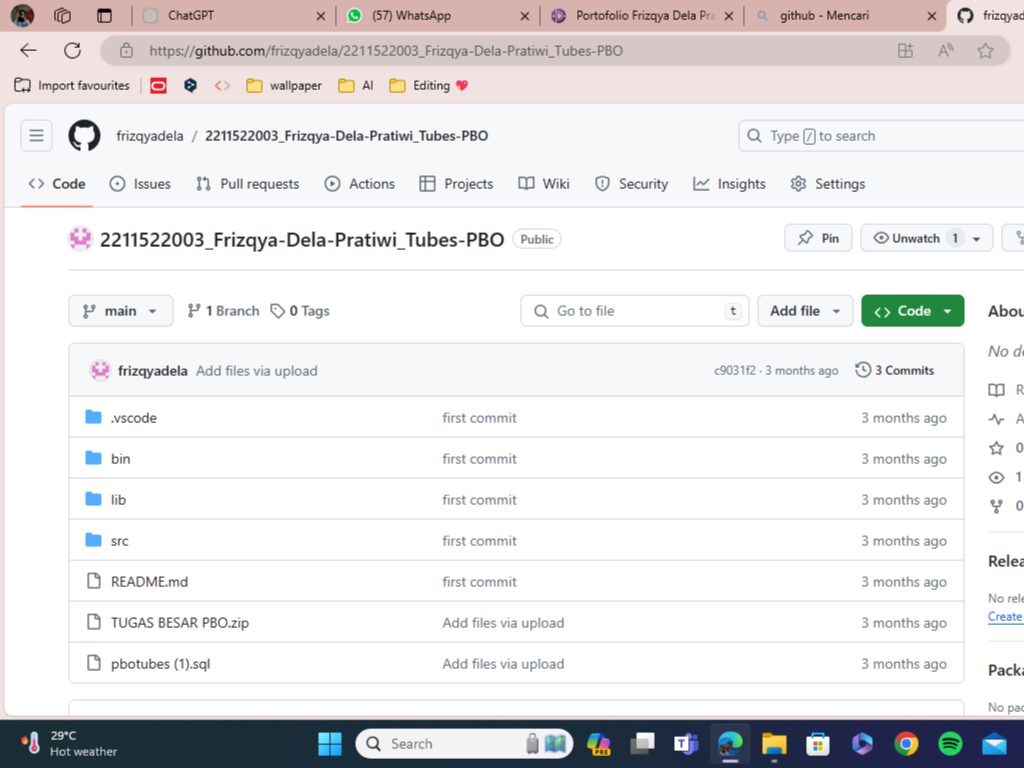 ChatGPT
(57) WhatsApp
Portofolio Frizqya Dela Pra
github - Mencari
frizqyad
https://github.com/frizqyadela/2211522003_Frizqya-Dela-Pratiwi_Tubes-PBO
Import favourites
wallpaper
AI
Editing
frizqyadela / 2211522003_Frizqya-Dela-Pratiwi_Tubes-PBO
Type / to search
Code Issues Pull requests Actions Projects Wiki Security Insights Settings
2211522003_Frizqya-Dela-Pratiwi_Tubes-PBO Public
Pin
Unwatch 1
main
1 Branch
0 Tags
Go to file t
Add file
Code
Abou
No de
frizqyadela Add files via upload
c9031f2 · 3 months ago
3 Commits
R
A
0
1
0
.vscode first commit 3 months ago
bin first commit 3 months ago
lib first commit 3 months ago
src first commit 3 months ago
README.md first commit 3 months ago
TUGAS BESAR PBO.zip Add files via upload 3 months ago
pbotubes (1).sql Add files via upload 3 months ago
Relea
No rele
Create
Packa
No pac
29°C
Hot weather
Search
PRE